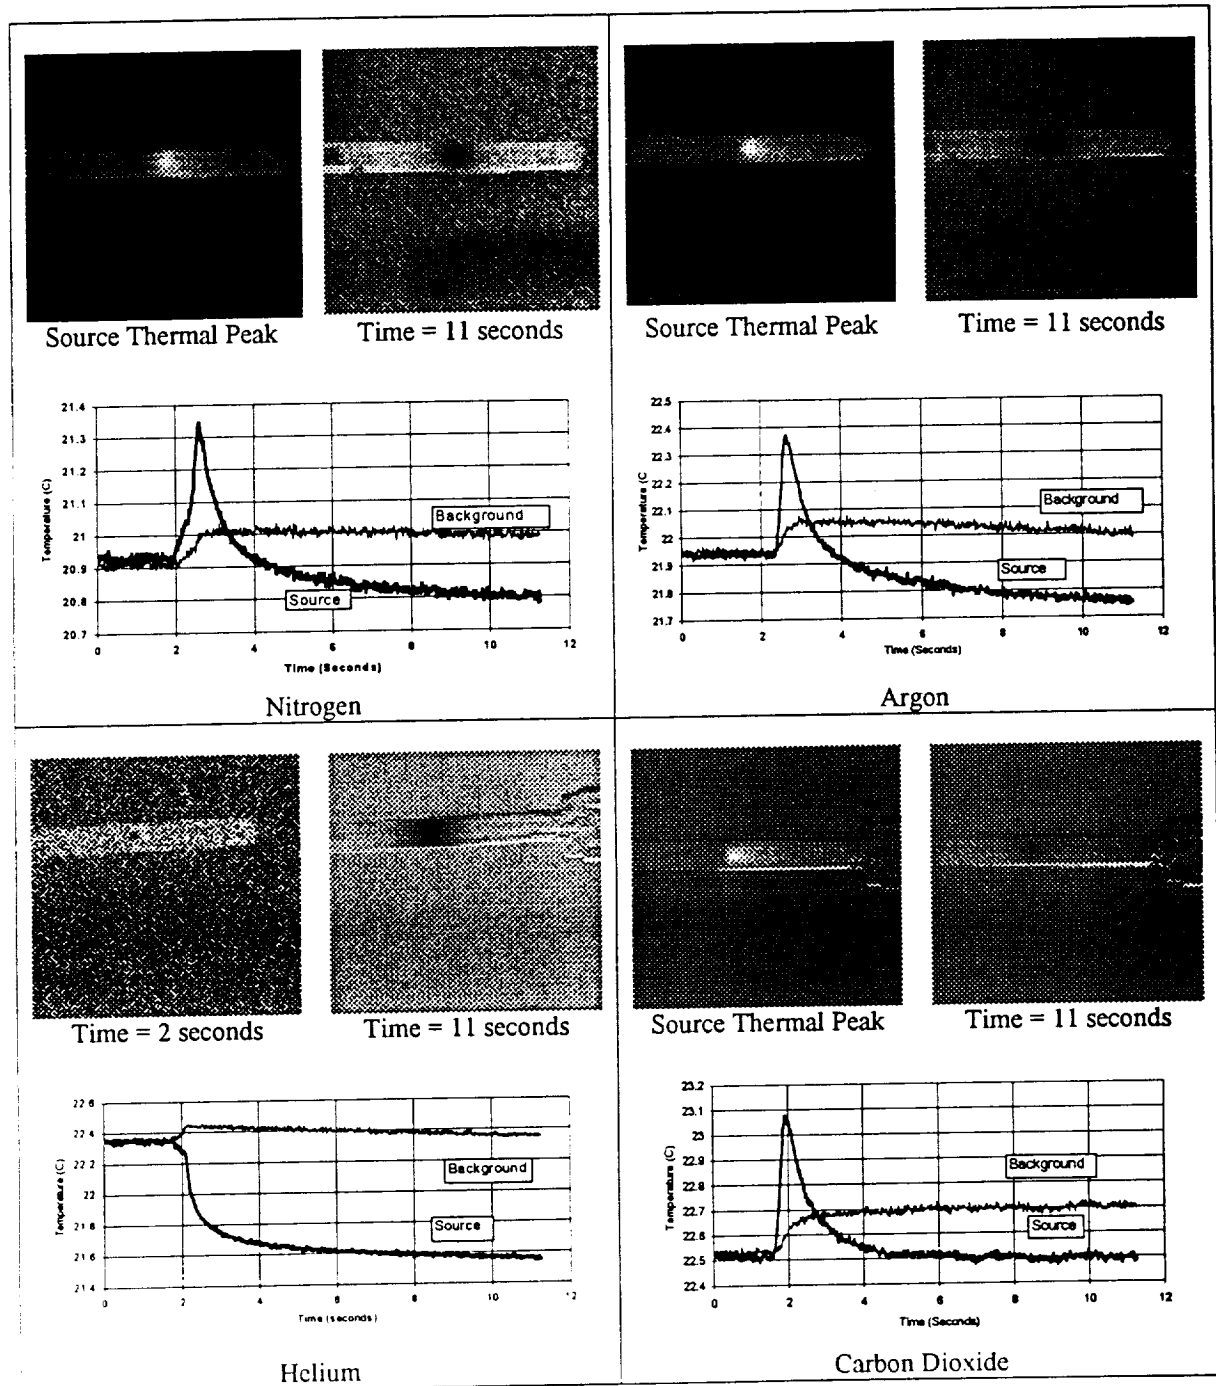 Source Thermal Peak
Time = 11 seconds
21.4
21.3
21.2
21.1
21
20.9
20.8
20.7
Temperature (C)
Background
Source
0 2 4 6 8 10 12
Time (Seconds)
Nitrogen
Source Thermal Peak
Time = 11 seconds
22.5
22.4
22.3
22.2
22.1
22
21.9
21.8
21.7
Temperature (C)
Background
Source
0 2 4 6 8 10 12
Time (Seconds)
Argon
Time = 2 seconds
Time = 11 seconds
22.6
22.4
22.2
22
21.8
21.6
21.4
Temperature (C)
Background
Source
0 2 4 6 8 10 12
Time (seconds)
Helium
Source Thermal Peak
Time = 11 seconds
23.2
23.1
23
22.9
22.8
22.7
22.6
22.5
22.4
Temperature (C)
Background
Source
0 2 4 6 8 10 12
Time (Seconds)
Carbon Dioxide